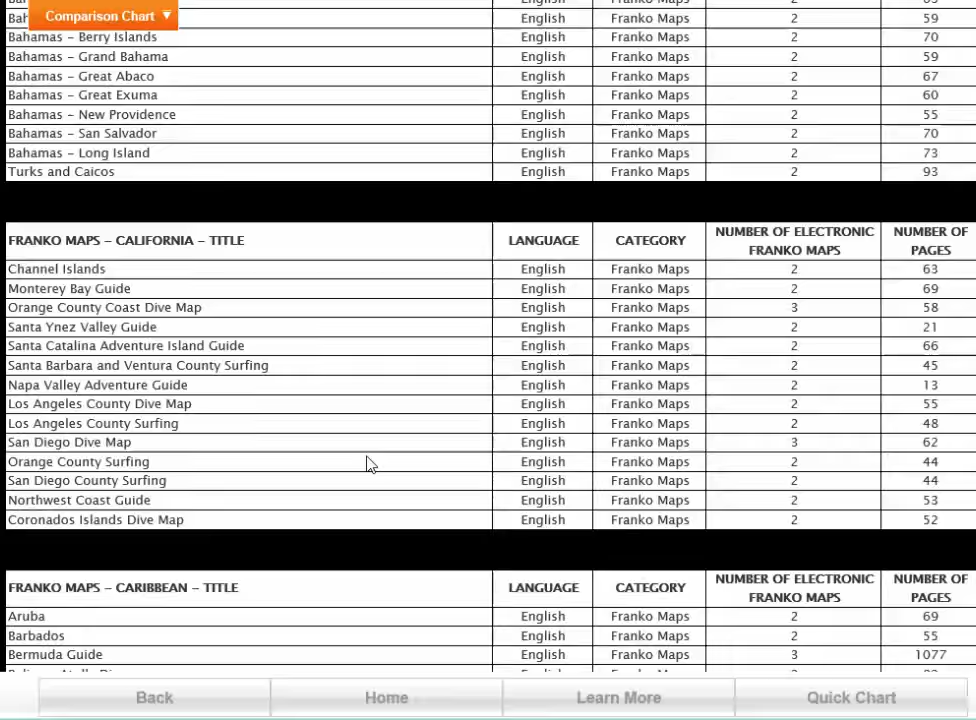 Comparison Chart ▼
59
Bahamas – Berry Islands English Franko Maps 2 70
Bahamas – Grand Bahama English Franko Maps 2 59
Bahamas – Great Abaco English Franko Maps 2 67
Bahamas – Great Exuma English Franko Maps 2 60
Bahamas – New Providence English Franko Maps 2 55
Bahamas – San Salvador English Franko Maps 2 70
Bahamas – Long Island English Franko Maps 2 73
Turks and Caicos English Franko Maps 2 93
FRANKO MAPS – CALIFORNIA – TITLE LANGUAGE CATEGORY NUMBER OF ELECTRONIC FRANKO MAPS NUMBER OF PAGES
Channel Islands English Franko Maps 2 63
Monterey Bay Guide English Franko Maps 2 69
Orange County Coast Dive Map English Franko Maps 3 58
Santa Ynez Valley Guide English Franko Maps 2 21
Santa Catalina Adventure Island Guide English Franko Maps 2 66
Santa Barbara and Ventura County Surfing English Franko Maps 2 45
Napa Valley Adventure Guide English Franko Maps 2 13
Los Angeles County Dive Map English Franko Maps 2 55
Los Angeles County Surfing English Franko Maps 2 48
San Diego Dive Map English Franko Maps 3 62
Orange County Surfing English Franko Maps 2 44
San Diego County Surfing English Franko Maps 2 44
Northwest Coast Guide English Franko Maps 2 53
Coronados Islands Dive Map English Franko Maps 2 52
FRANKO MAPS – CARIBBEAN – TITLE LANGUAGE CATEGORY NUMBER OF ELECTRONIC FRANKO MAPS NUMBER OF PAGES
Aruba English Franko Maps 2 69
Barbados English Franko Maps 2 55
Bermuda Guide English Franko Maps 3 1077
Back Home Learn More Quick Chart